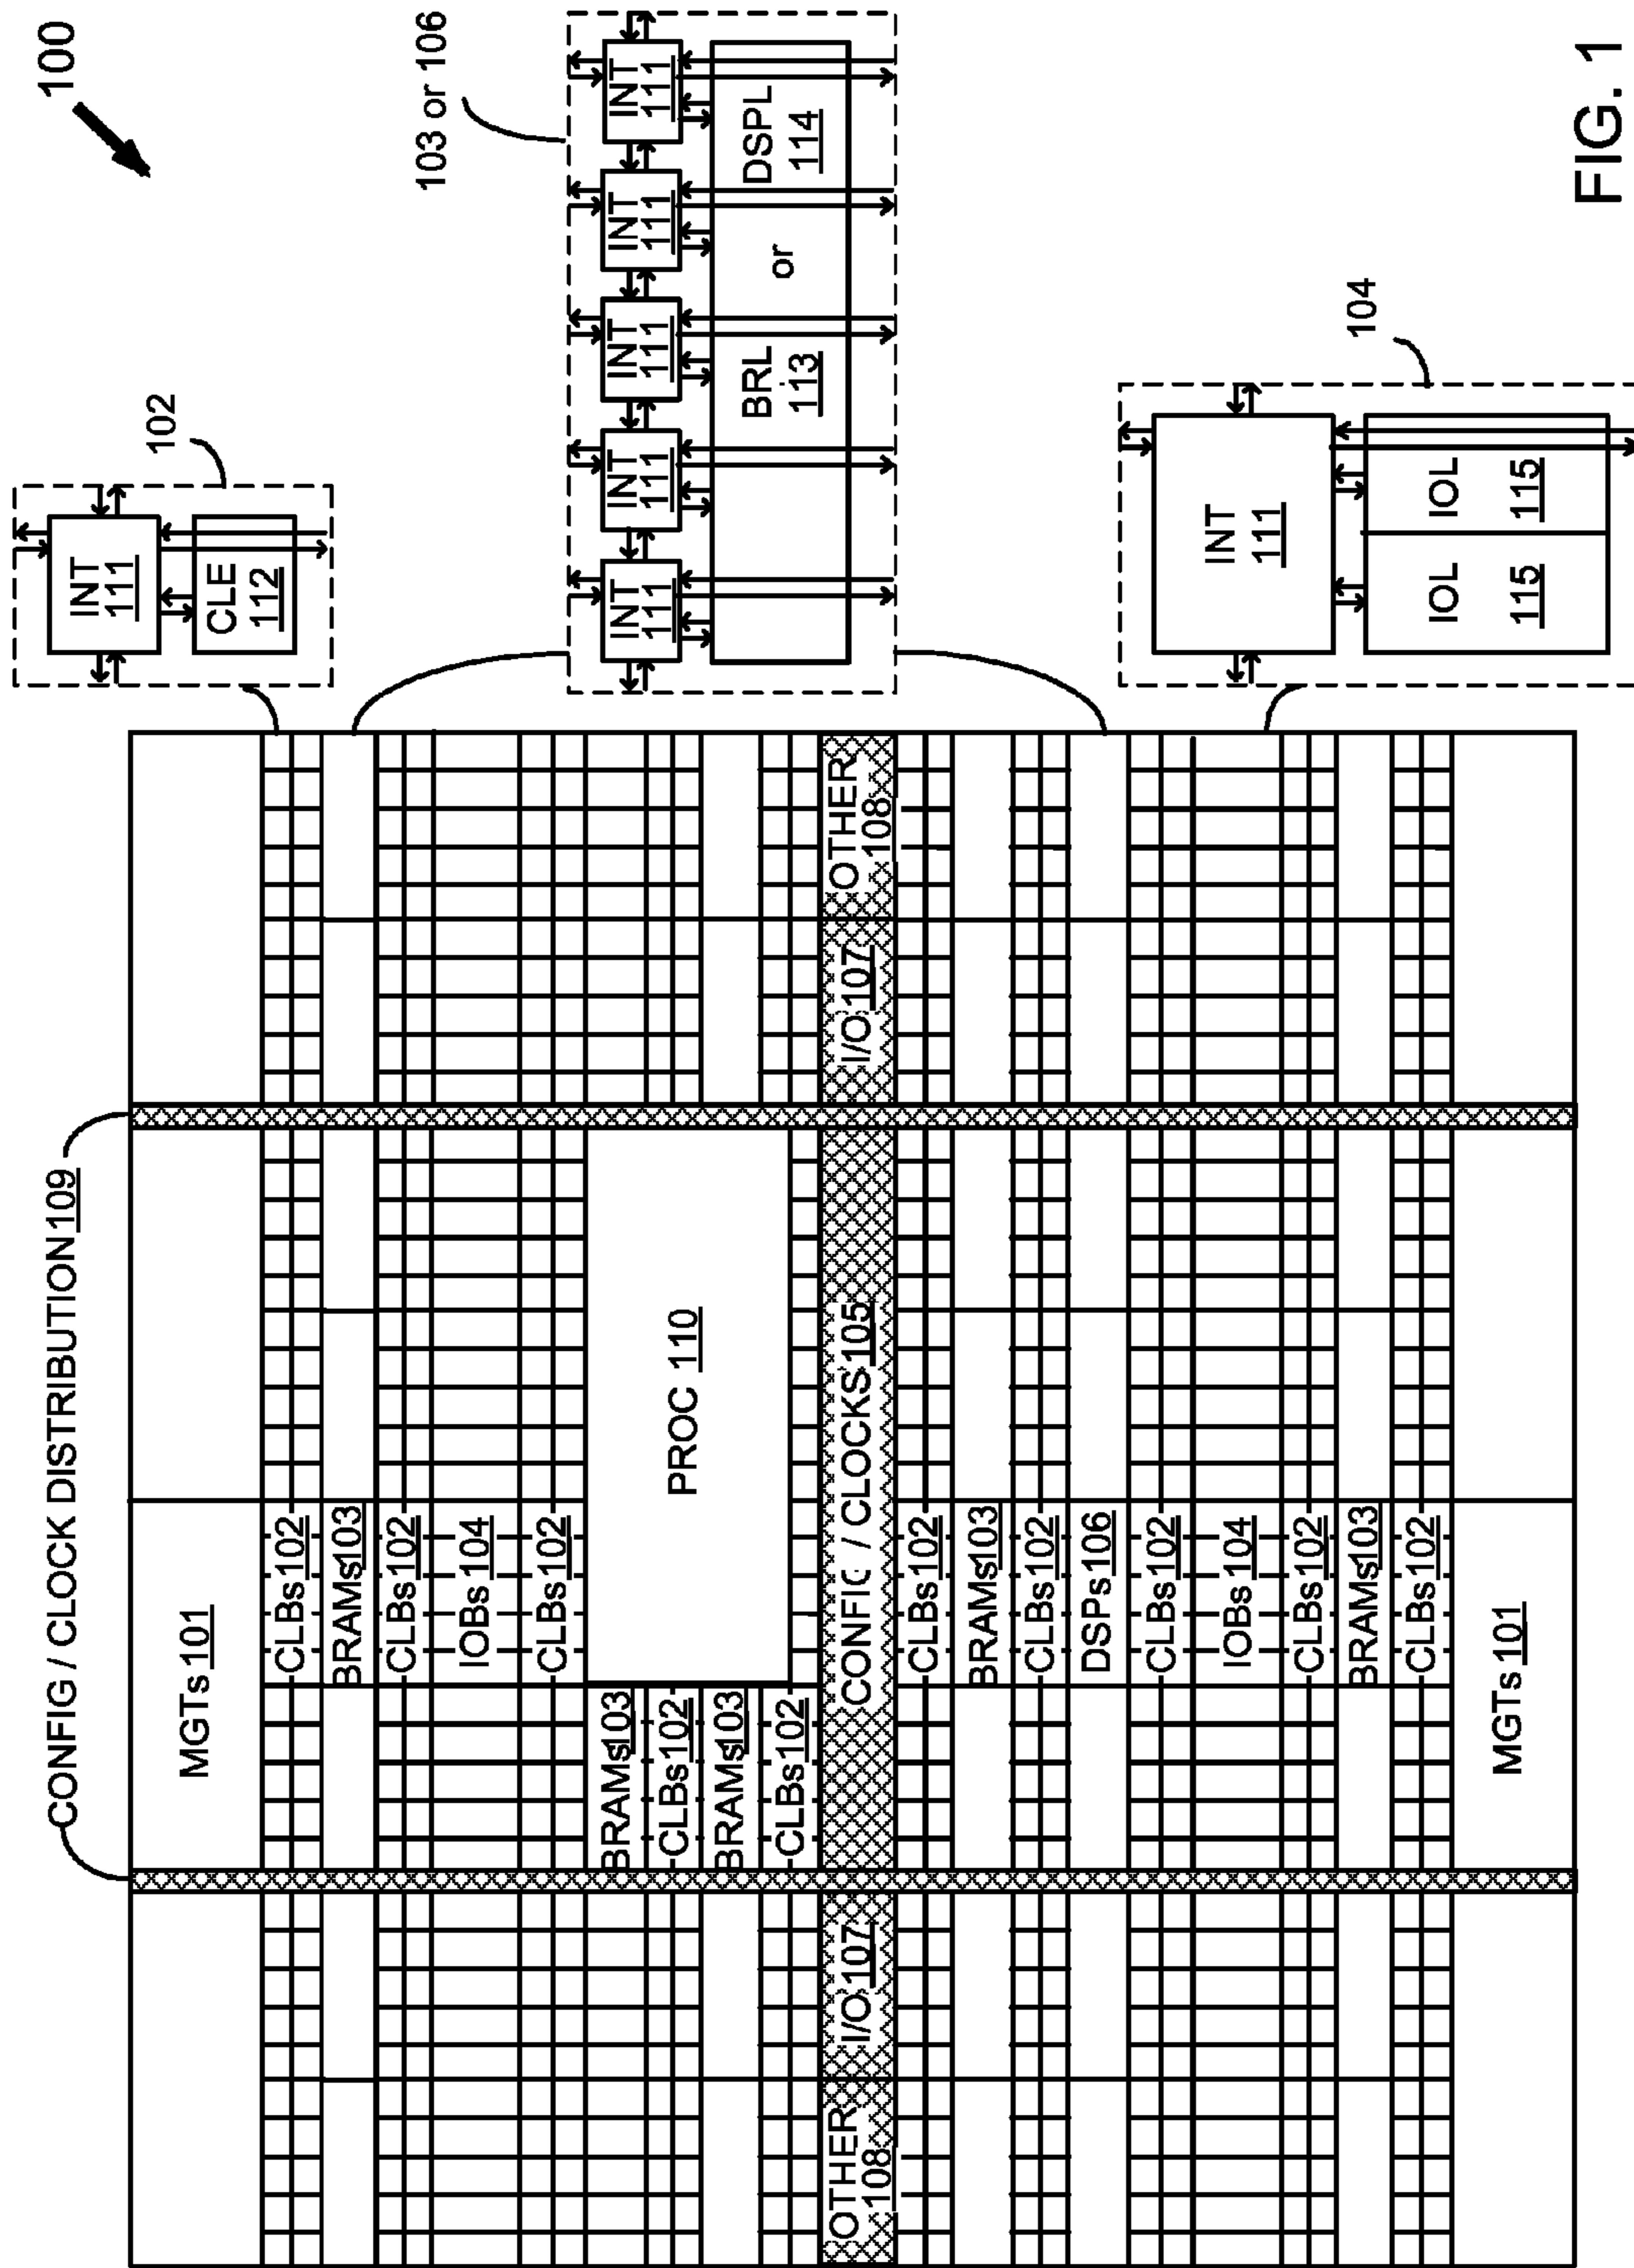 100
CONFIG / CLOCK DISTRIBUTION 109
MGTs 101
CLBs 102
BRAMs 103
CLBs 102
IOBs 104
CLBs 102
BRAMs 103
CLBs 102
BRAMs 103
CLBs 102
PROC 110
OTHER
108
I/O 107
CONFIG / CLOCKS 105
I/O 107
OTHER
108
CLBs 102
BRAMs 103
CLBs 102
DSPs 106
CLBs 102
IOBs 104
CLBs 102
BRAMs 103
CLBs 102
MGTs 101
102
INT
111
CLE
112
103 or 106
INT
111
INT
111
INT
111
INT
111
INT
111
BRL
113
or
DSPL
114
104
INT
111
IOL
115
IOL
115
FIG. 1